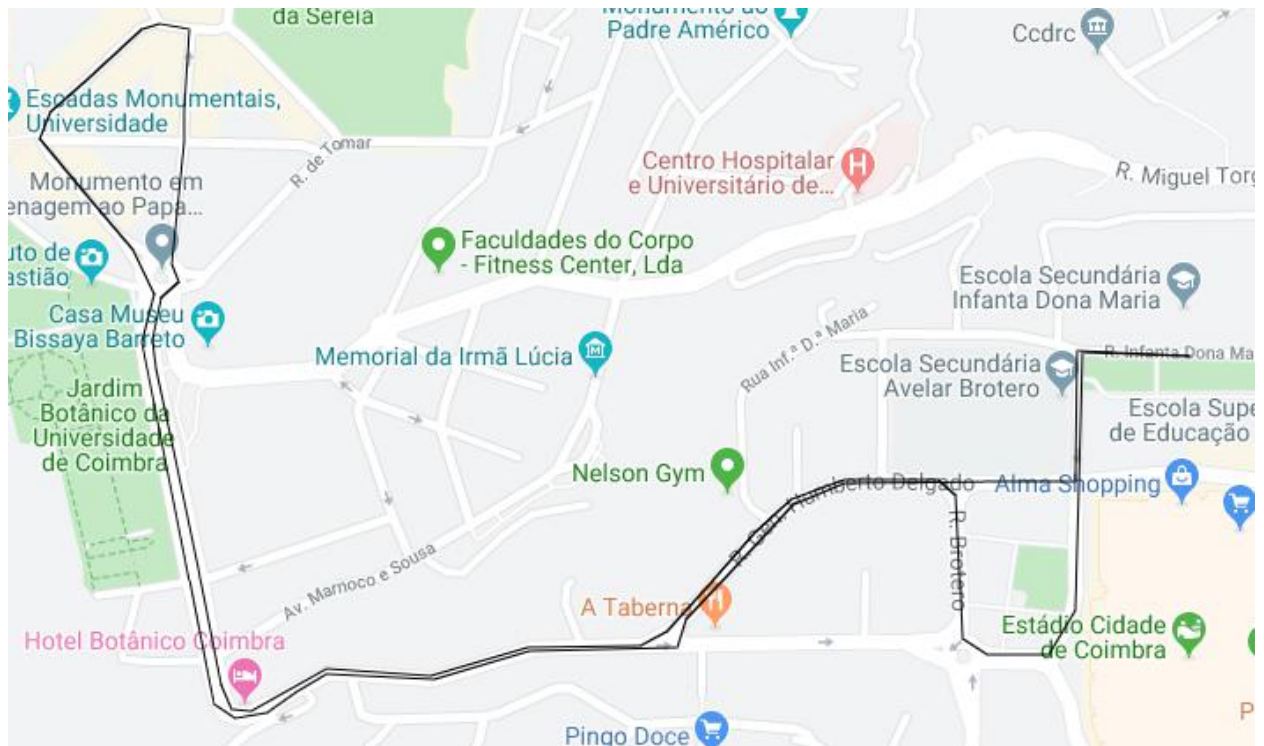 da Sereia
Monumento ao
Padre Américo
Ccdrc
Escadas Monumentais,
Universidade
R. de Tomar
Centro Hospitalar
e Universitário de...
R. Miguel Torg
Monumento em
enagem ao Papa...
uto de
astião
Faculdades do Corpo
- Fitness Center, Lda
Escola Secundária
Infanta Dona Maria
Casa Museu
Bissaya Barreto
Memorial da Irmã Lúcia
Rua Inf.ª D.ª Maria
R. Infanta Dona Ma
Escola Secundária
Avelar Brotero
Jardim
Botânico da
Universidade
de Coimbra
Escola Supe
de Educação
Nelson Gym
R. Gen. Humberto Delgado
Alma Shopping
R. Brotero
Av. Marnoco e Sousa
A Taberna
Hotel Botânico Coimbra
Estádio Cidade
de Coimbra
Pingo Doce
P